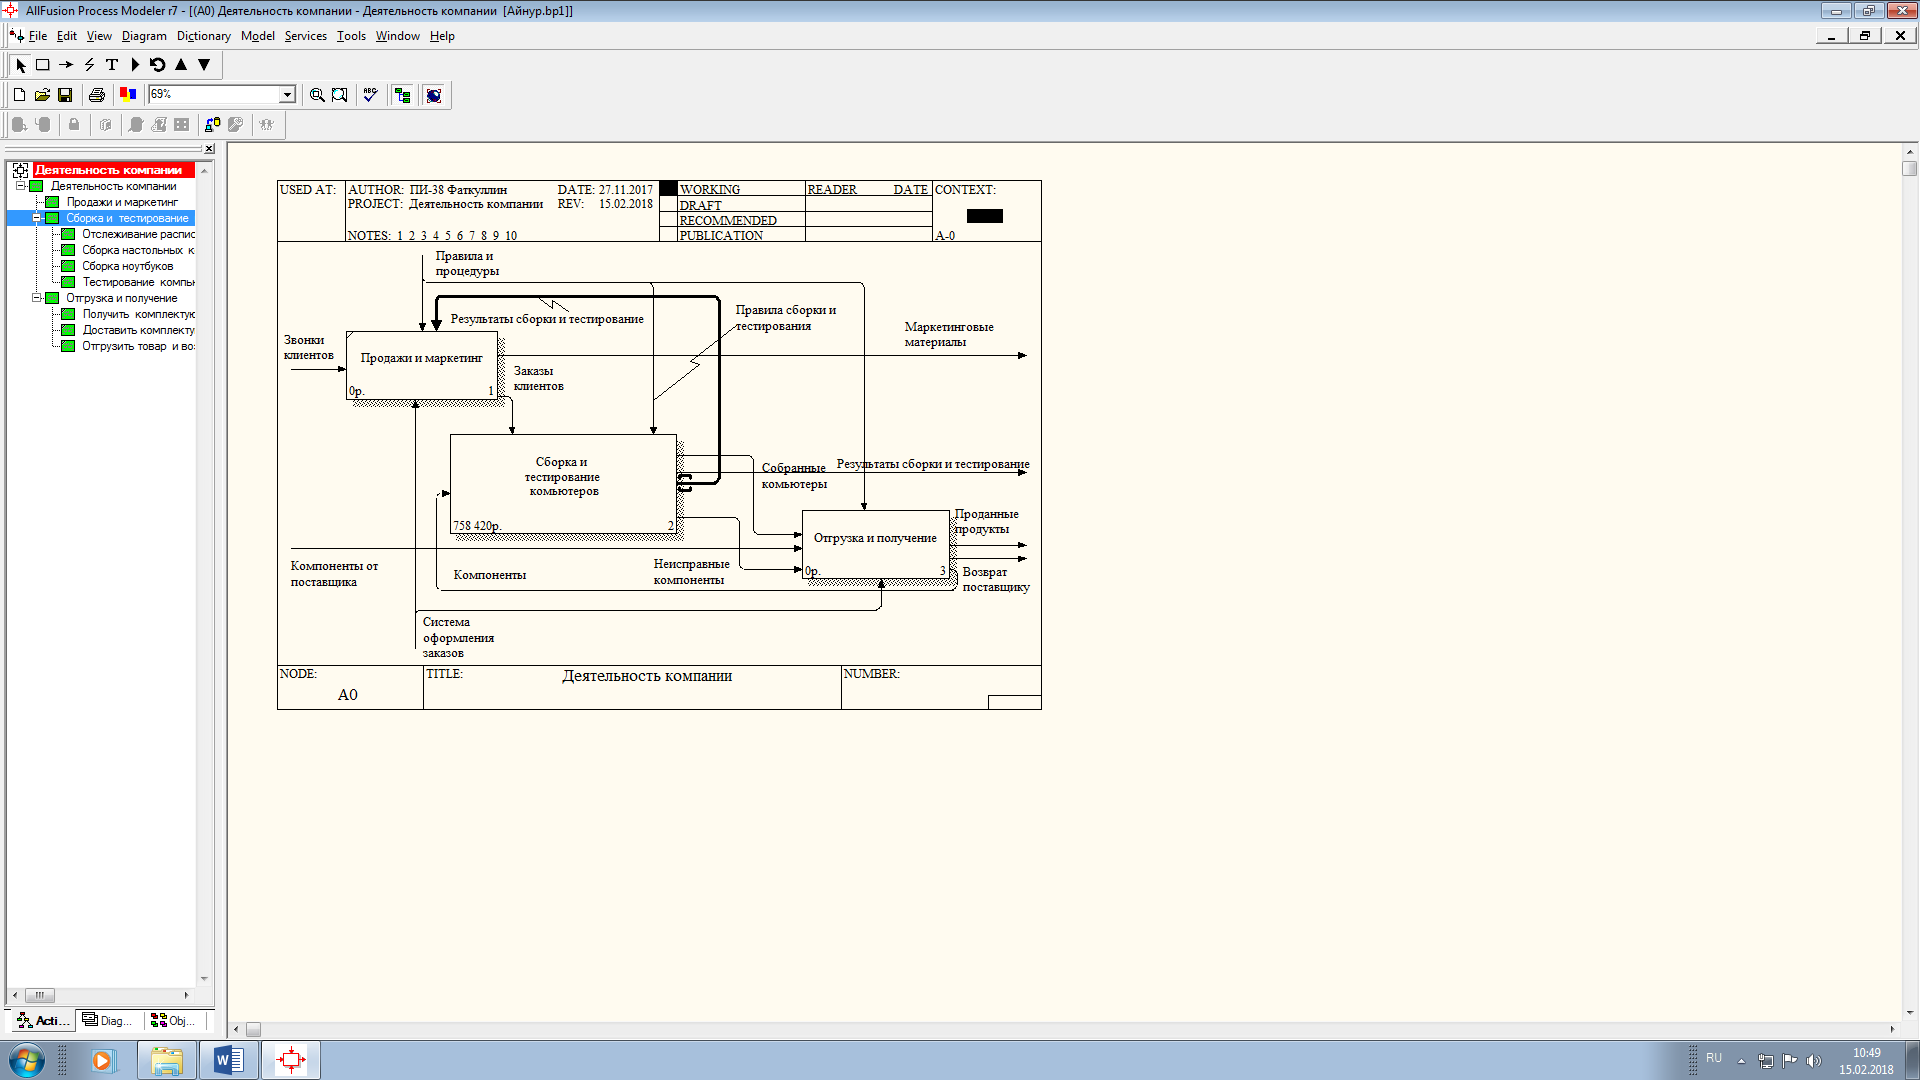 AllFusion Process Modeler r7 - [(A0) Деятельность компании - Деятельность компании [Айнур.bp1]]
File Edit View Diagram Dictionary Model Services Tools Window Help
69%
ABC
Деятельность компании
Деятельность компании
Продажи и маркетинг
Сборка и тестирование
Отслеживание распис
Сборка настольных к
Сборка ноутбуков
Тестирование компьн
Отгрузка и получение
Получить комплектую
Доставить комплекту
Отгрузить товар и во
Acti... Diag... Obj...
USED AT:
AUTHOR: ПИ-38 Фаткуллин
DATE: 27.11.2017
PROJECT: Деятельность компании
REV: 15.02.2018
NOTES: 1 2 3 4 5 6 7 8 9 10
WORKING
DRAFT
RECOMMENDED
PUBLICATION
READER DATE
CONTEXT:
A-0
Правила и
процедуры
Результаты сборки и тестирование
Правила сборки и
тестирования
Маркетинговые
материалы
Звонки
клиентов
Продажи и маркетинг
0р. 1
Заказы
клиентов
Сборка и
тестирование
комьютеров
758 420р. 2
Собранные
комьютеры
Результаты сборки и тестирование
Проданные
продукты
Отгрузка и получение
0р. 3
Возврат
поставщику
Компоненты от
поставщика
Компоненты
Неисправные
компоненты
Система
оформления
заказов
NODE:
A0
TITLE:
Деятельность компании
NUMBER:
RU
10:49
15.02.2018